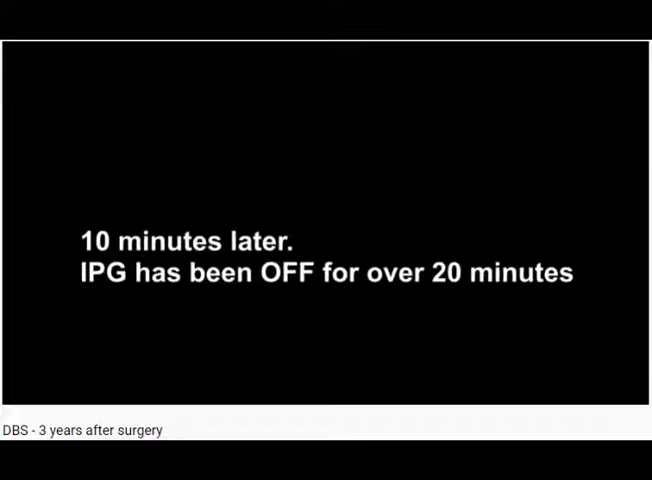 10 minutes later.
IPG has been OFF for over 20 minutes
DBS - 3 years after surgery